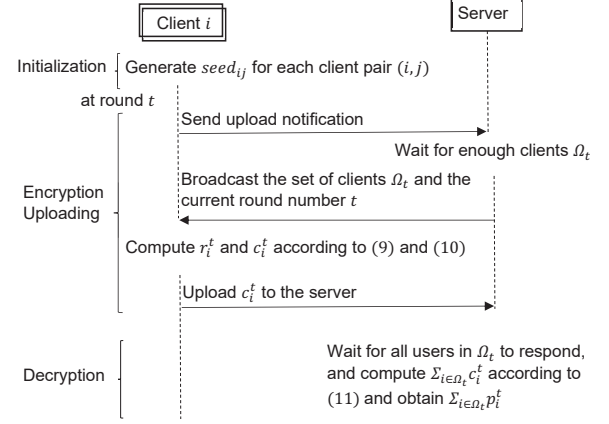 Client i
Server
Initialization
Generate seed_{ij} for each client pair (i,j)
at round t
Send upload notification
Wait for enough clients Ω_t
Encryption
Uploading
Broadcast the set of clients Ω_t and the
current round number t
Compute r_i^t and c_i^t according to (9) and (10)
Upload c_i^t to the server
Decryption
Wait for all users in Ω_t to respond,
and compute Σ_{i∈Ω_t} c_i^t according to
(11) and obtain Σ_{i∈Ω_t} p_i^t